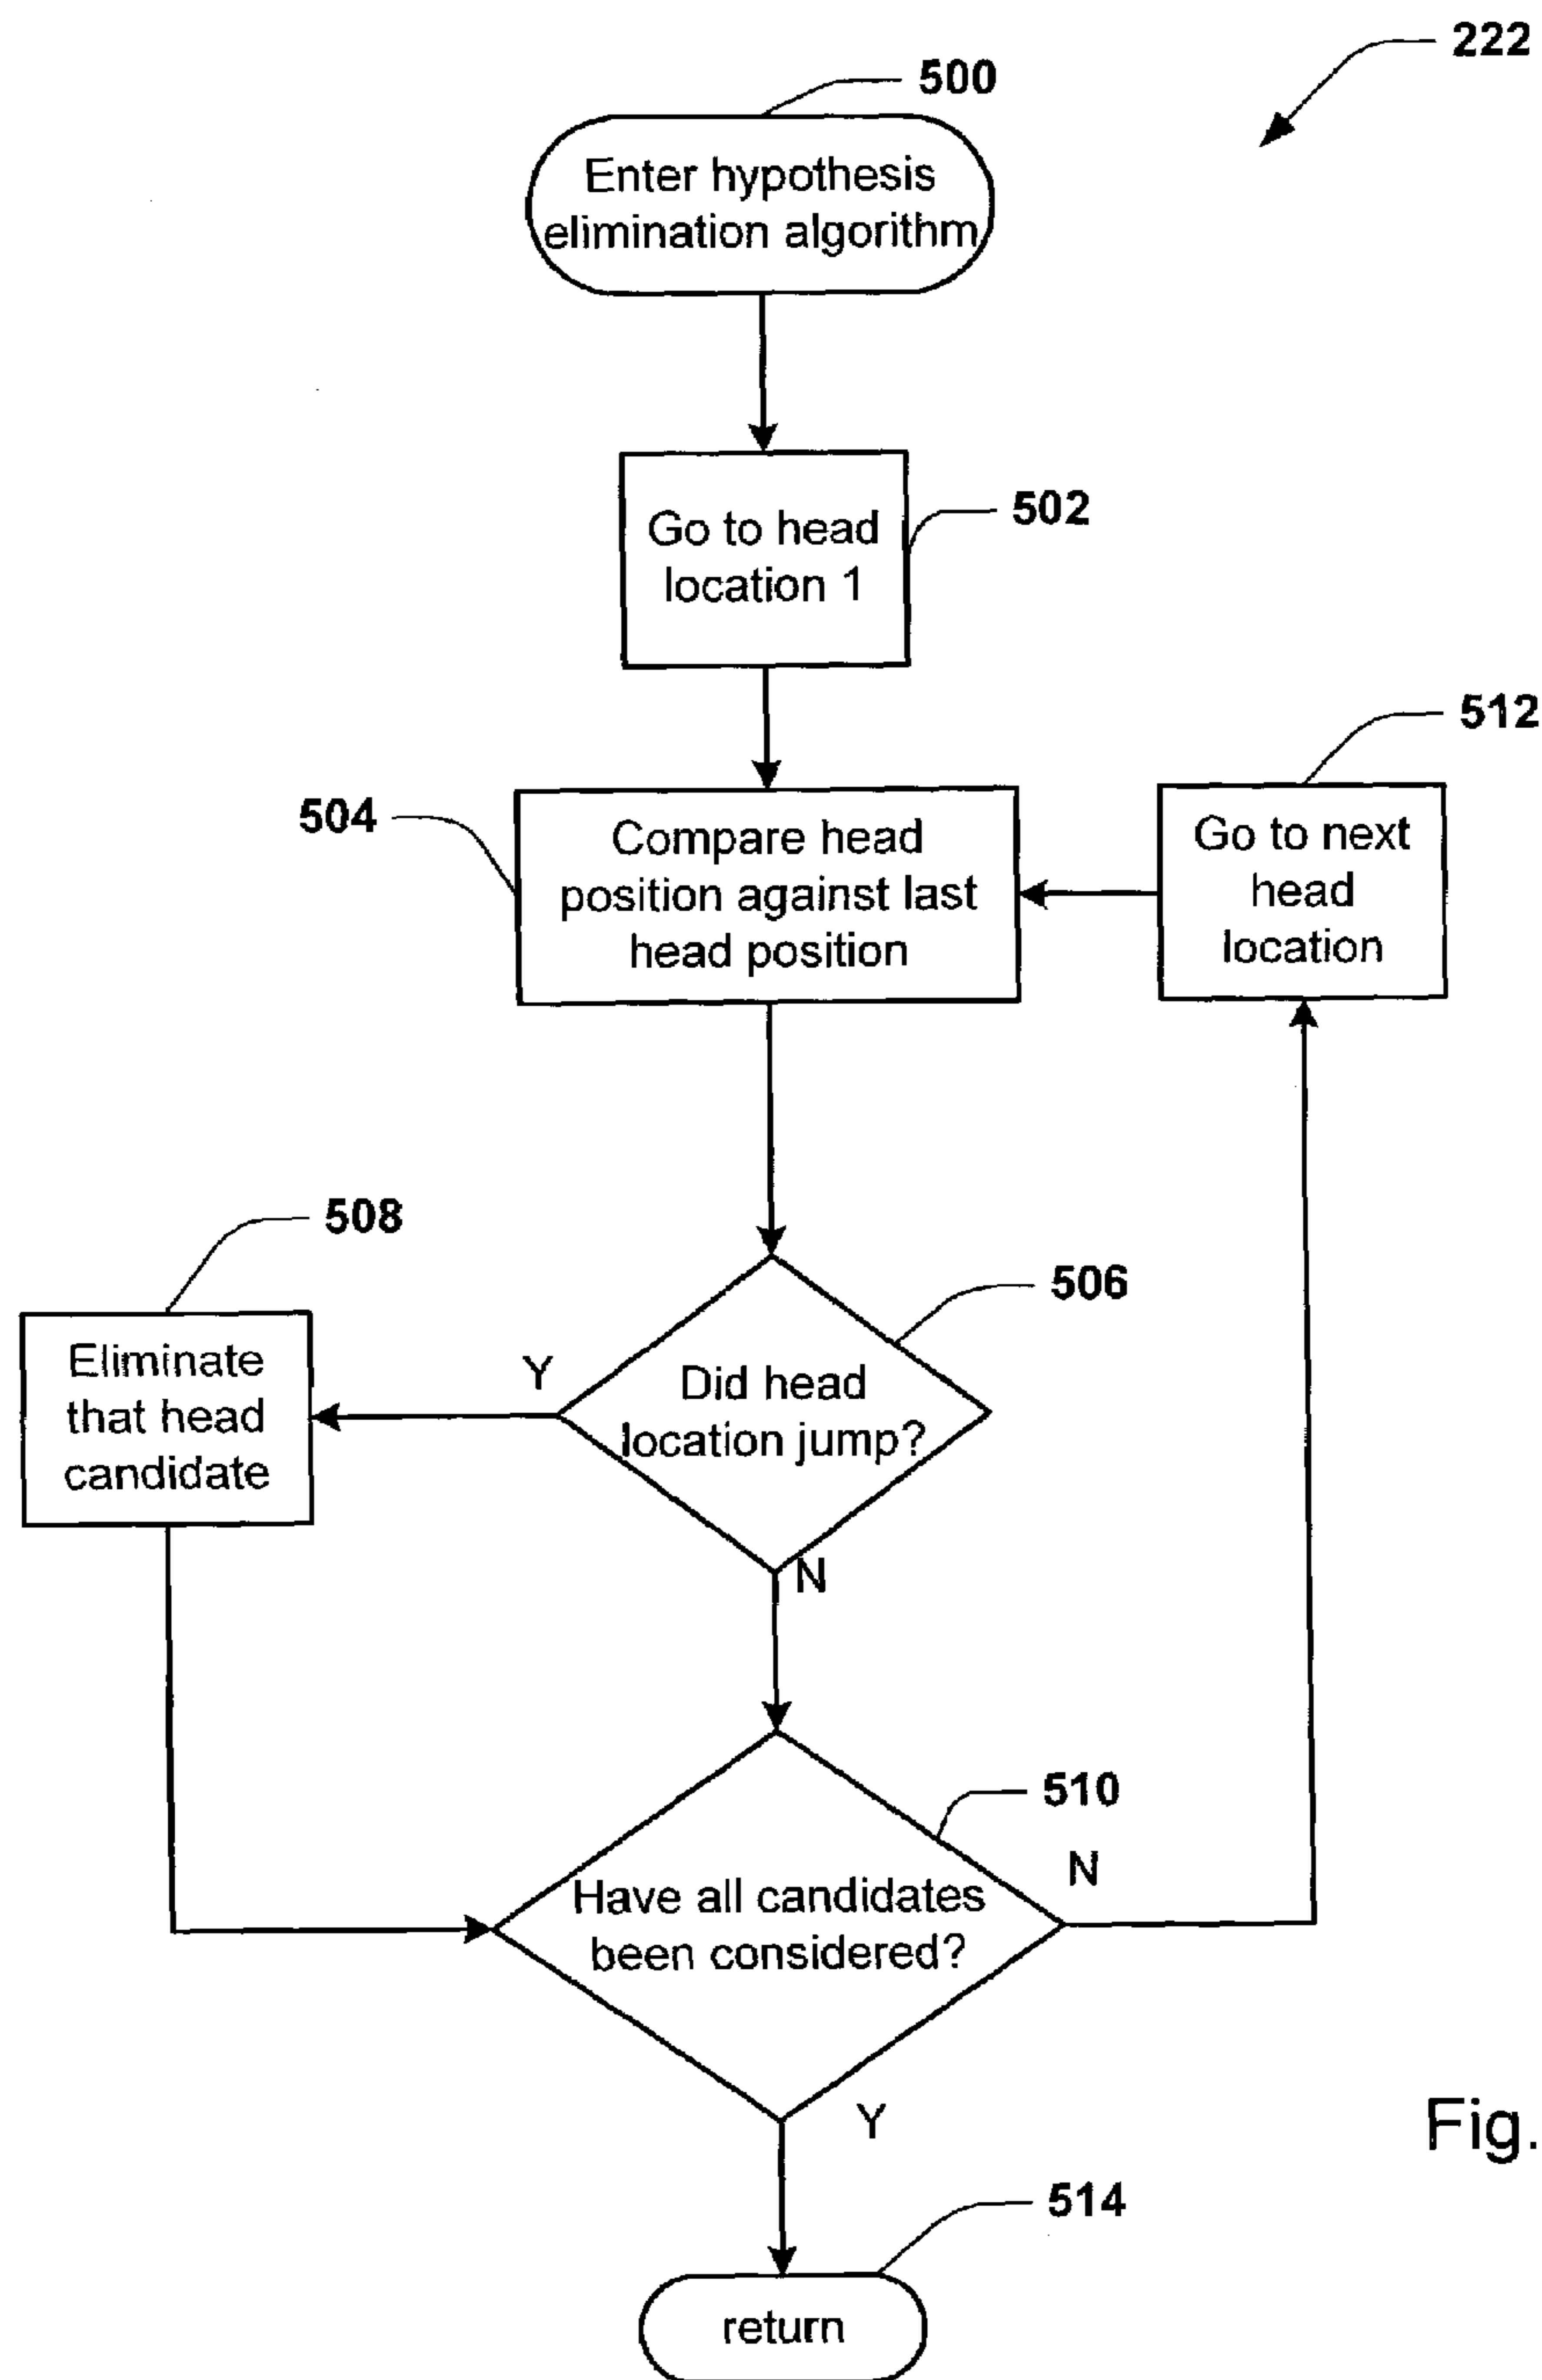 222
500
Enter hypothesis
elimination algorithm
502
Go to head
location 1
512
504
Compare head
position against last
head position
Go to next
head
location
508
506
Eliminate
that head
candidate
Y
Did head
location jump?
N
510
N
Have all candidates
been considered?
Y
Fig.
514
return